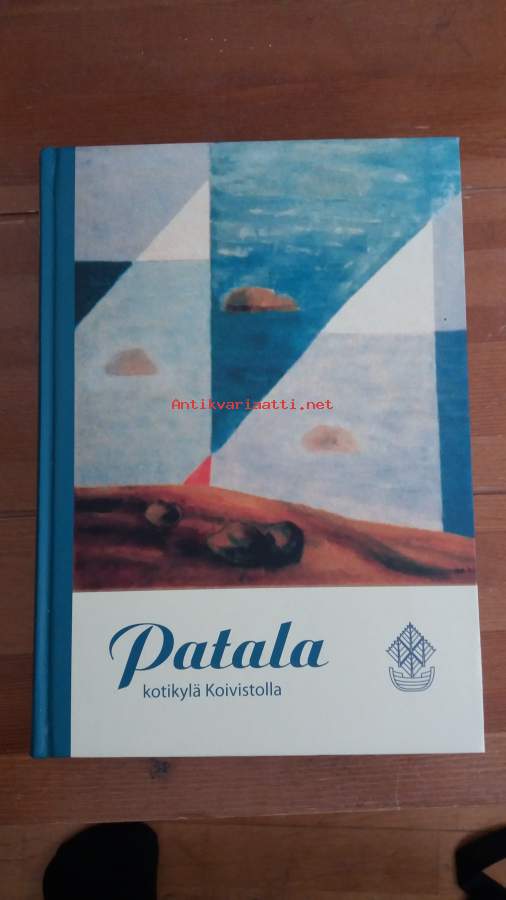 Antikvariaatti.net
Patala
kotikylä Koivistolla